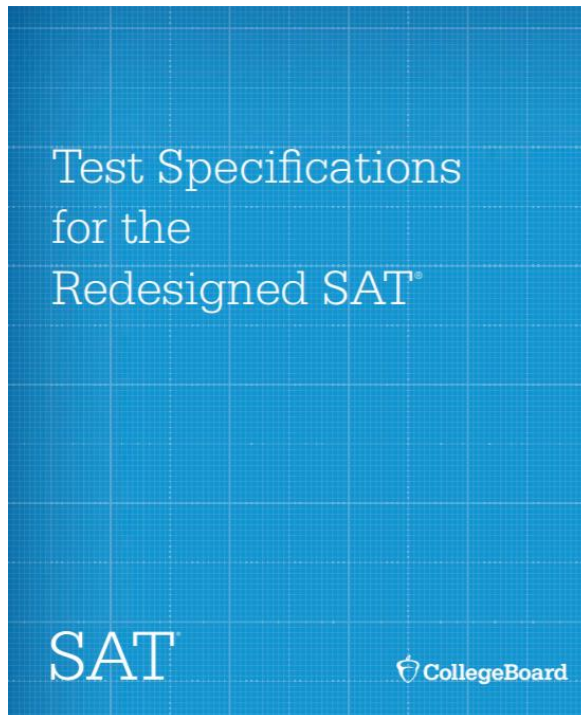 Test Specifications
for the
Redesigned SAT®
SAT®
CollegeBoard